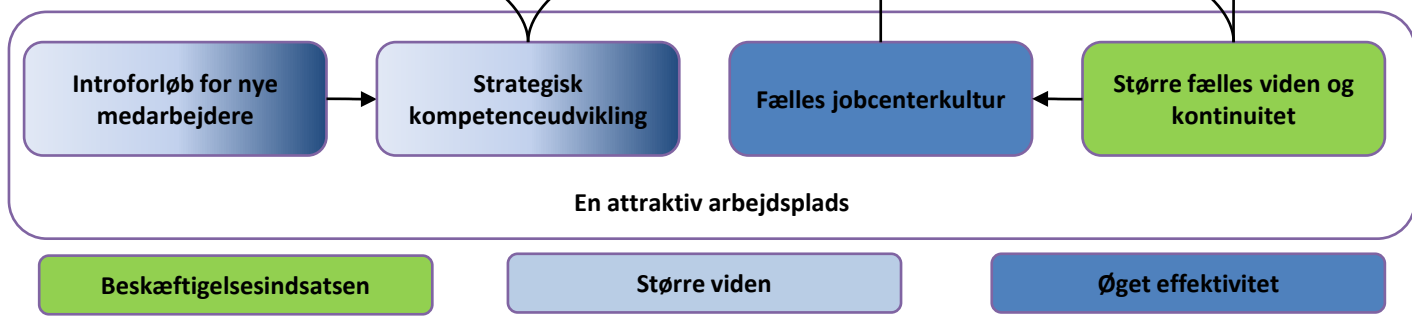 Introforløb for nye
medarbejdere
Strategisk
kompetenceudvikling
Fælles jobcenterkultur
Større fælles viden og
kontinuitet
En attraktiv arbejdsplads
Beskæftigelsesindsatsen
Større viden
Øget effektivitet